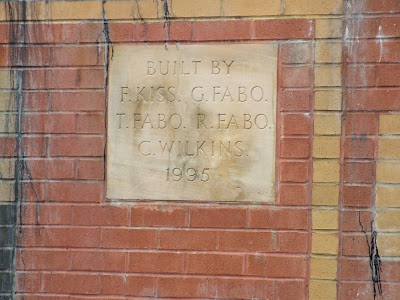 BUILT BY
F. KISS. G. FABO.
T. FABO. R. FABO.
C. WILKINS.
1995